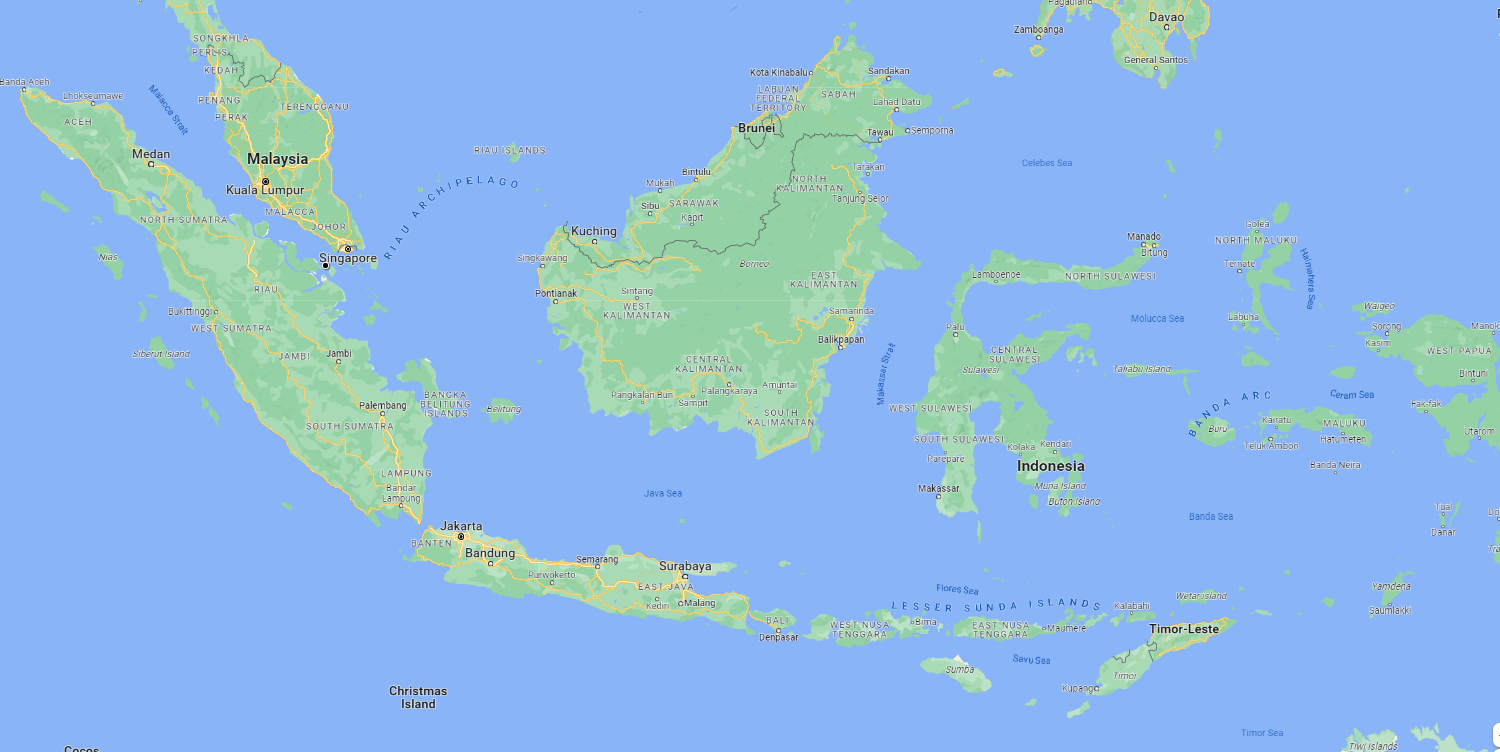 Davao
Zamboanga
General Santos
SONGKHLA
PERLIS
KEDAH
Banda Aceh
Lhokseumawe
ACEH
Malacca Strait
PENANG
PERAK
TERENGGANU
Medan
Malaysia
Kuala Lumpur
MALACCA
JOHOR
Singapore
RIAU ISLANDS
RIAU ARCHIPELAGO
NORTH SUMATRA
Nias
RIAU
Bukittinggi
WEST SUMATRA
Siberut Island
JAMBI
Jambi
BANGKA
BELITUNG
ISLANDS
Belitung
Palembang
SOUTH SUMATRA
LAMPUNG
Bandar
Lampung
Kota Kinabalu
Sandakan
LABUAN
FEDERAL
TERRITORY
SABAH
Lahad Datu
Brunei
Tawau
Semporna
Bintulu
Mukah
Sibu
SARAWAK
Kapit
Tarakan
NORTH
KALIMANTAN
Tanjung Selor
Kuching
Singkawang
Borneo
EAST
KALIMANTAN
Pontianak
Sintang
WEST
KALIMANTAN
Samarinda
Balikpapan
CENTRAL
KALIMANTAN
Pangkalan Bun
Palangkaraya
Amuntai
Sampit
SOUTH
KALIMANTAN
Makassar Strait
Celebes Sea
Manado
Bitung
Lamboenoe
NORTH SULAWESI
Golea
NORTH MALUKU
Ternate
Halmahera Sea
Molucca Sea
Labuha
Waigeo
Sorong
Kasim
WEST PAPUA
Bintuni
Palu
CENTRAL
SULAWESI
Sulawesi
Taliabu Island
WEST SULAWESI
SOUTH SULAWESI
Kolaka
Kendari
Parepare
Indonesia
Makassar
Muna Island
Buton Island
BANDA ARC
Ceram Sea
Buru
Kairatu
MALUKU
Teluk Ambon
Hatumeten
Fak-fak
Utarom
Banda Neira
Banda Sea
Tual
Danar
Java Sea
Jakarta
BANTEN
Bandung
Semarang
Purwokerto
Surabaya
EAST JAVA
Kediri
Malang
BALI
Denpasar
WEST NUSA
TENGGARA
Bima
Flores Sea
LESSER SUNDA ISLANDS
EAST NUSA
TENGGARA
Maumere
Kalabahi
Wetar Island
Yamdena
Saumlakki
Timor-Leste
Savu Sea
Sumba
Timor
Kupang
Christmas
Island
Timor Sea
Tiwi Islands
Cocos